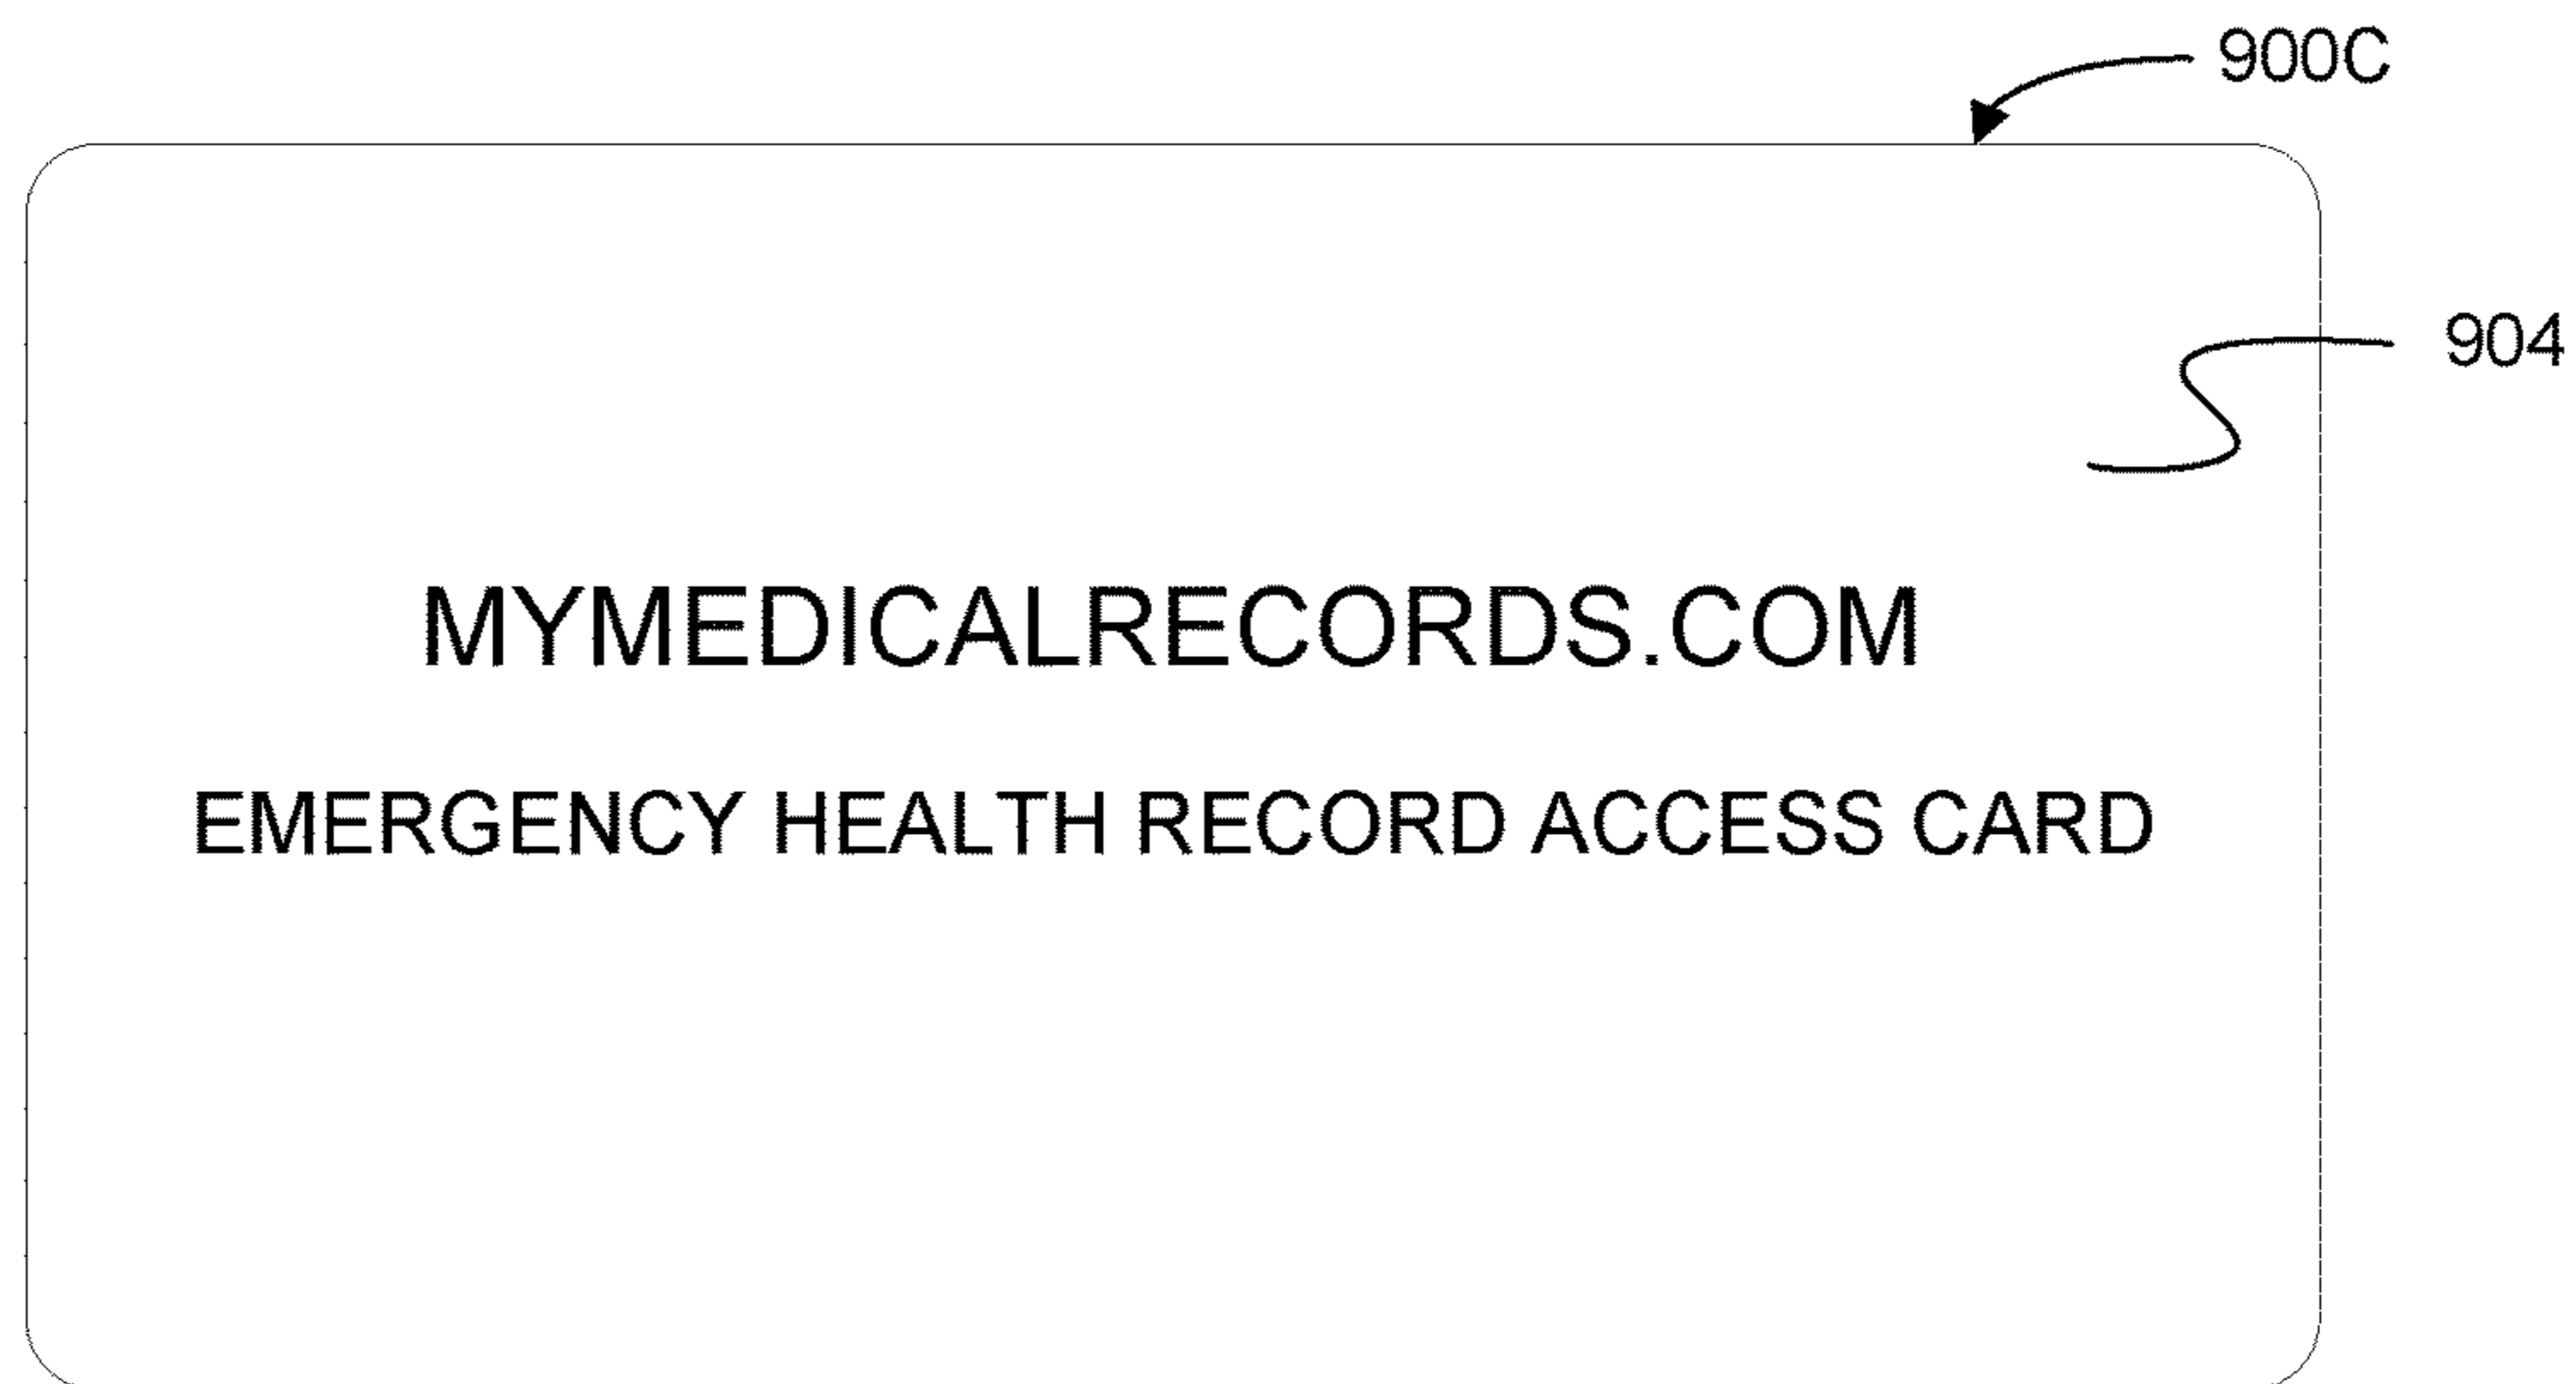 900C
904
MYMEDICALRECORDS.COM
EMERGENCY HEALTH RECORD ACCESS CARD